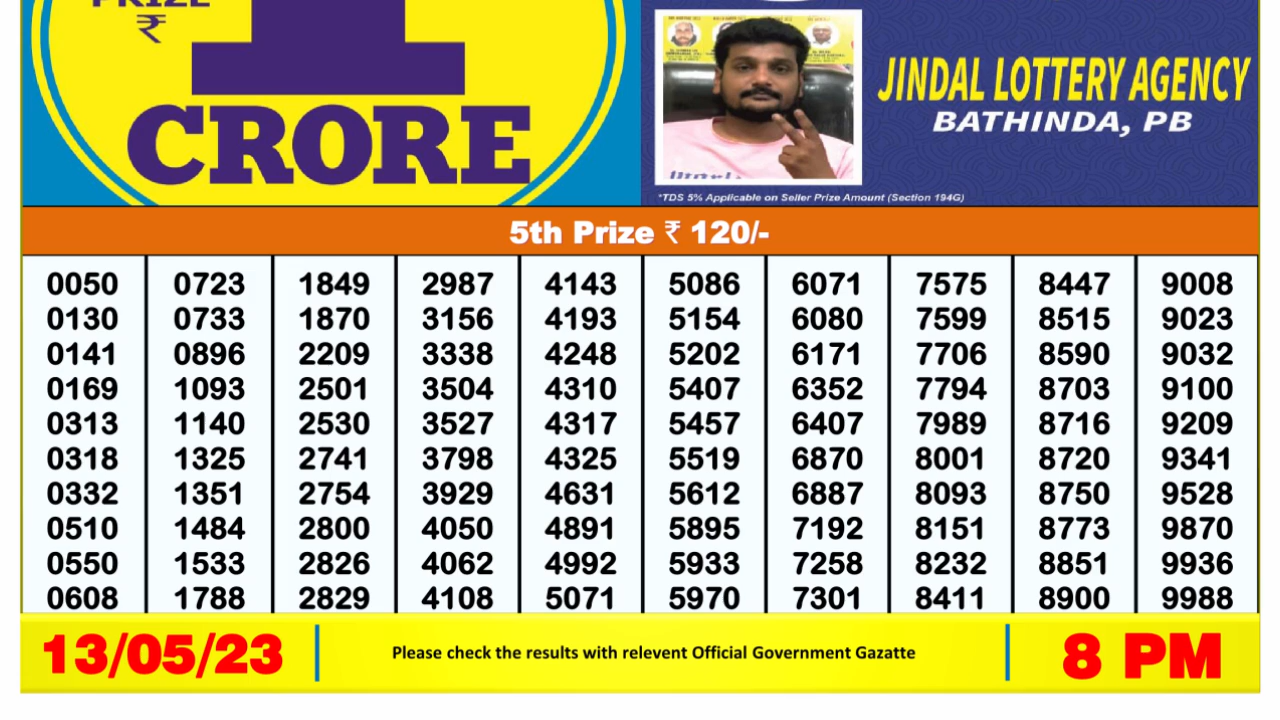 PRIZE
₹
1
CRORE
JINDAL LOTTERY AGENCY
BATHINDA, PB
*TDS 5% Applicable on Seller Prize Amount (Section 194G)
5th Prize ₹ 120/-
0050 0723 1849 2987 4143 5086 6071 7575 8447 9008
0130 0733 1870 3156 4193 5154 6080 7599 8515 9023
0141 0896 2209 3338 4248 5202 6171 7706 8590 9032
0169 1093 2501 3504 4310 5407 6352 7794 8703 9100
0313 1140 2530 3527 4317 5457 6407 7989 8716 9209
0318 1325 2741 3798 4325 5519 6870 8001 8720 9341
0332 1351 2754 3929 4631 5612 6887 8093 8750 9528
0510 1484 2800 4050 4891 5895 7192 8151 8773 9870
0550 1533 2826 4062 4992 5933 7258 8232 8851 9936
0608 1788 2829 4108 5071 5970 7301 8411 8900 9988
13/05/23
Please check the results with relevent Official Government Gazatte
8 PM